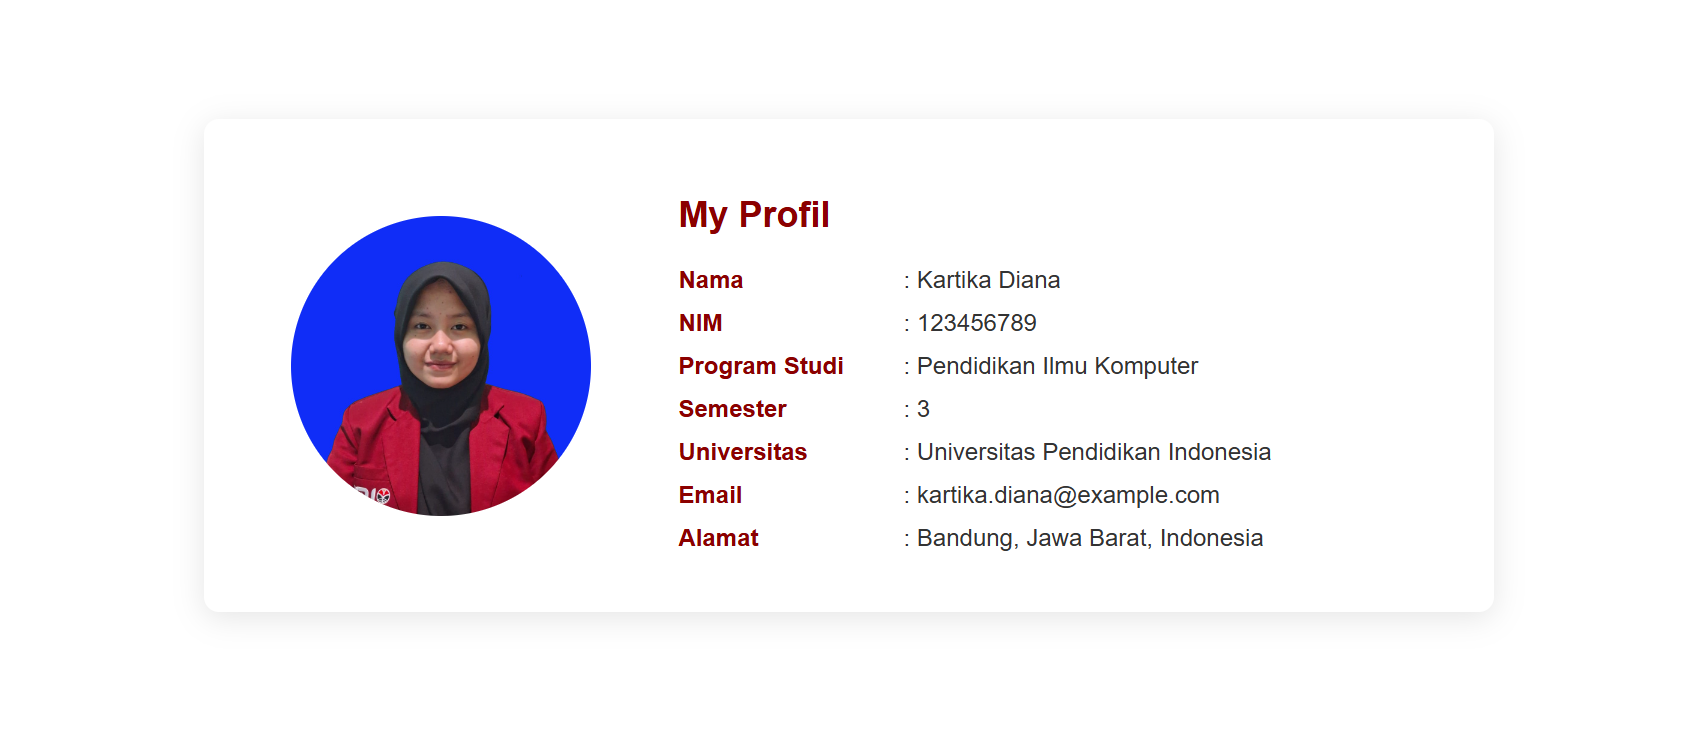 My Profil
Nama : Kartika Diana
NIM : 123456789
Program Studi : Pendidikan Ilmu Komputer
Semester : 3
Universitas : Universitas Pendidikan Indonesia
Email : kartika.diana@example.com
Alamat : Bandung, Jawa Barat, Indonesia